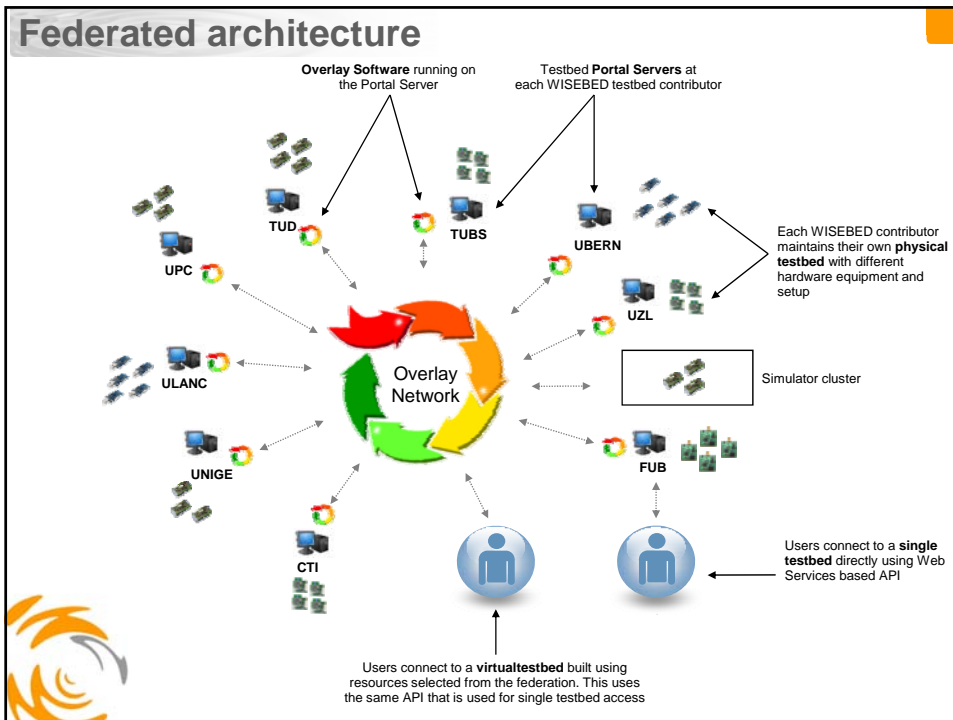 Federated architecture
Overlay Software running on
the Portal Server
Testbed Portal Servers at
each WISEBED testbed contributor
TUD
TUBS
UBERN
UPC
Each WISEBED contributor
maintains their own physical
testbed with different
hardware equipment and
setup
UZL
Overlay
Network
Simulator cluster
ULANC
UNIGE
FUB
CTI
Users connect to a single
testbed directly using Web
Services based API
Users connect to a virtualtestbed built using
resources selected from the federation. This uses
the same API that is used for single testbed access